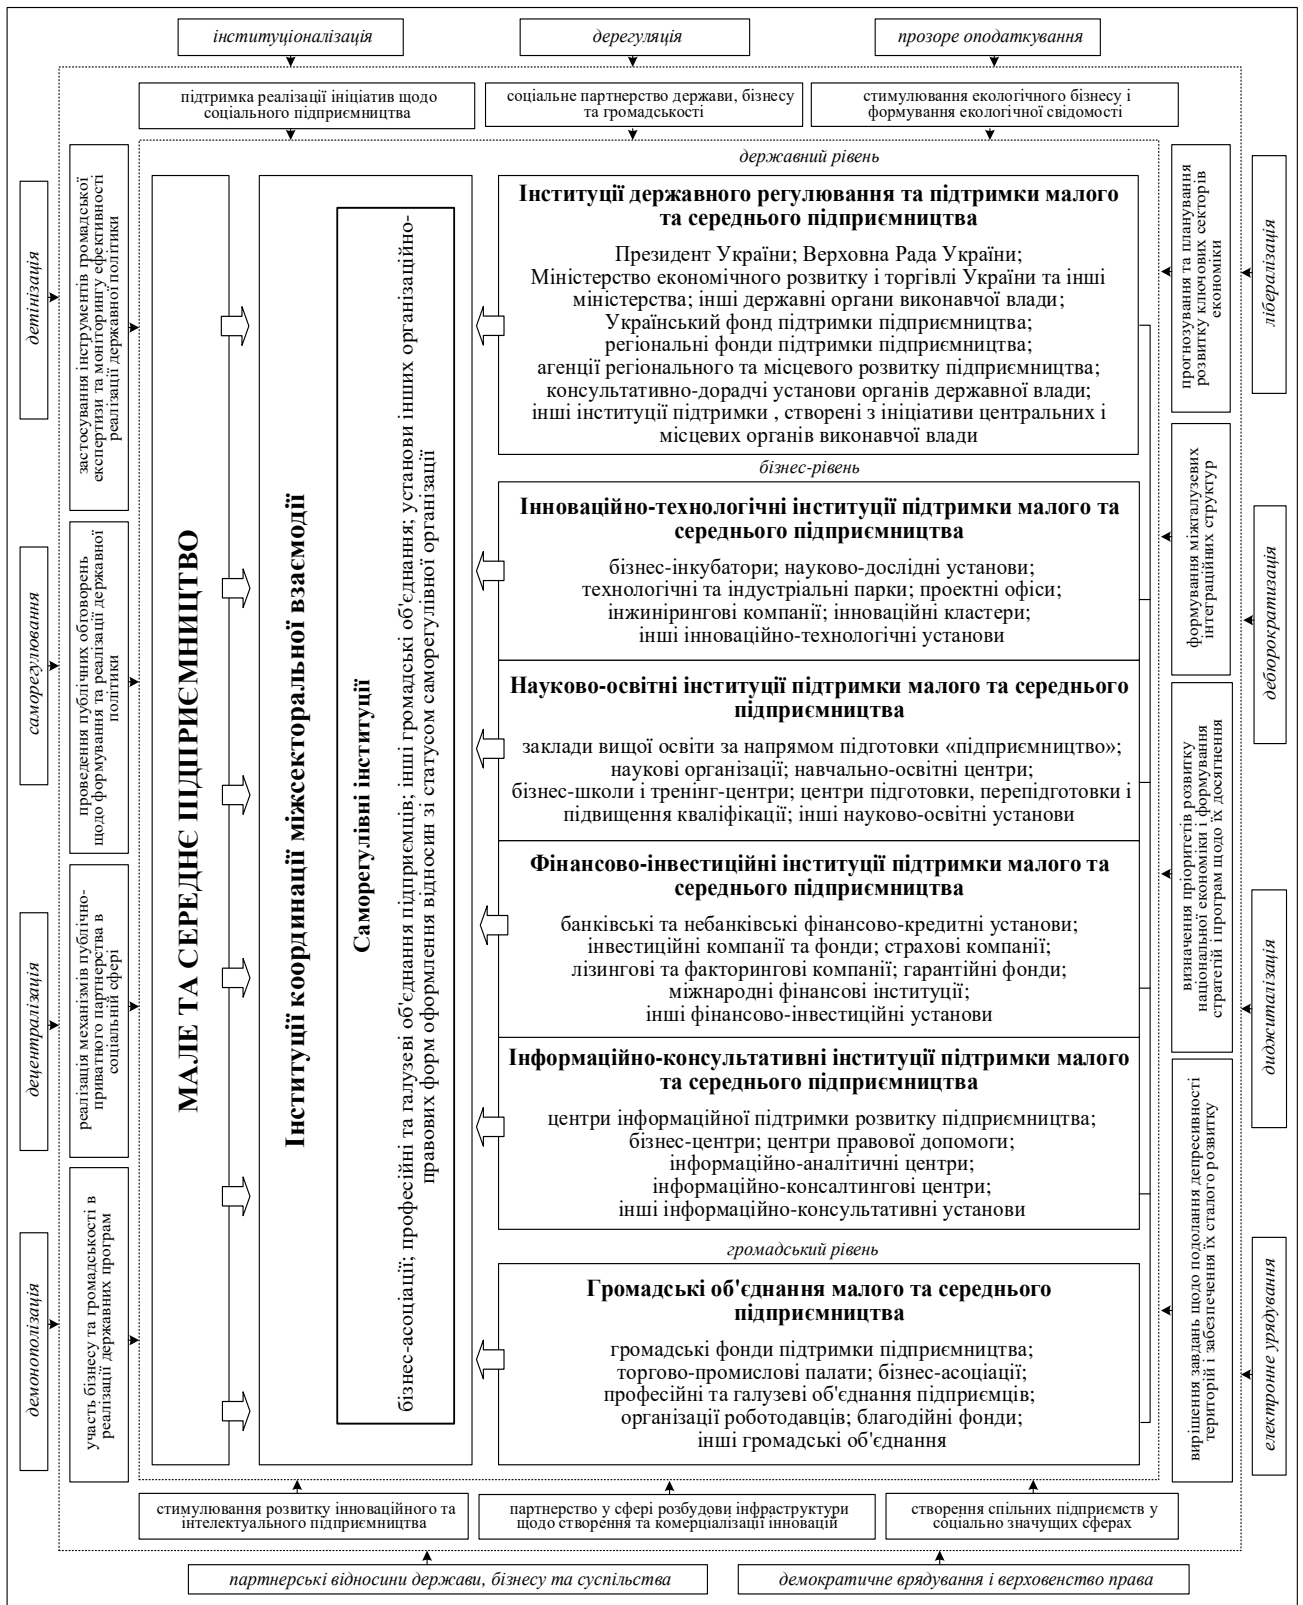 інституціоналізація
дерегуляція
прозоре оподаткування
підтримка реалізації ініціатив щодо
соціального підприємництва
соціальне партнерство держави, бізнесу
та громадськості
стимулювання екологічного бізнесу і
формування екологічної свідомості
детінізація
саморегулювання
децентралізація
демонополізація
застосування інструментів громадської
експертизи та моніторингу ефективності
реалізації державної політики
проведення публічних обговорень
щодо формування та реалізації державної
політики
реалізація механізмів публічно-
приватного партнерства в
соціальній сфері
участь бізнесу та громадськості в
реалізації державних програм
МАЛЕ ТА СЕРЕДНЄ ПІДПРИЄМНИЦТВО
Інституції координації міжсекторальної взаємодії
Саморегулівні інституції
бізнес-асоціації; професійні та галузеві об'єднання підприємців; інші громадські об'єднання; установи інших організаційно-
правових форм оформлення відносин зі статусом саморегулівної організації
державний рівень
Інституції державного регулювання та підтримки малого
та середнього підприємництва
Президент України; Верховна Рада України;
Міністерство економічного розвитку і торгівлі України та інші
міністерства; інші державні органи виконавчої влади;
Український фонд підтримки підприємництва;
регіональні фонди підтримки підприємництва;
агенції регіонального та місцевого розвитку підприємництва;
консультативно-дорадчі установи органів державної влади;
інші інституції підтримки , створені з ініціативи центральних і
місцевих органів виконавчої влади
бізнес-рівень
Інноваційно-технологічні інституції підтримки малого та
середнього підприємництва
бізнес-інкубатори; науково-дослідні установи;
технологічні та індустріальні парки; проектні офіси;
інжинірингові компанії; інноваційні кластери;
інші інноваційно-технологічні установи
Науково-освітні інституції підтримки малого та середнього
підприємництва
заклади вищої освіти за напрямом підготовки «підприємництво»;
наукові організації; навчально-освітні центри;
бізнес-школи і тренінг-центри; центри підготовки, перепідготовки і
підвищення кваліфікації; інші науково-освітні установи
Фінансово-інвестиційні інституції підтримки малого та
середнього підприємництва
банківські та небанківські фінансово-кредитні установи;
інвестиційні компанії та фонди; страхові компанії;
лізингові та факторингові компанії; гарантійні фонди;
міжнародні фінансові інституції;
інші фінансово-інвестиційні установи
Інформаційно-консультативні інституції підтримки малого
та середнього підприємництва
центри інформаційної підтримки розвитку підприємництва;
бізнес-центри; центри правової допомоги;
інформаційно-аналітичні центри;
інформаційно-консалтингові центри;
інші інформаційно-консультативні установи
громадський рівень
Громадські об'єднання малого та середнього
підприємництва
громадські фонди підтримки підприємництва;
торгово-промислові палати; бізнес-асоціації;
професійні та галузеві об'єднання підприємців;
організації роботодавців; благодійні фонди;
інші громадські об'єднання
прогнозування та планування
розвитку ключових секторів
економіки
формування міжгалузевих
інтеграційних структур
визначення пріоритетів розвитку
національної економіки і формування
стратегій і програм щодо їх досягнення
вирішення завдань щодо подолання депресивності
територій і забезпечення їх сталого розвитку
лібералізація
дебюрократизація
диджиталізація
електронне урядування
стимулювання розвитку інноваційного та
інтелектуального підприємництва
партнерство у сфері розбудови інфраструктури
щодо створення та комерціалізації інновацій
створення спільних підприємств у
соціально значущих сферах
партнерські відносини держави, бізнесу та суспільства
демократичне врядування і верховенство права